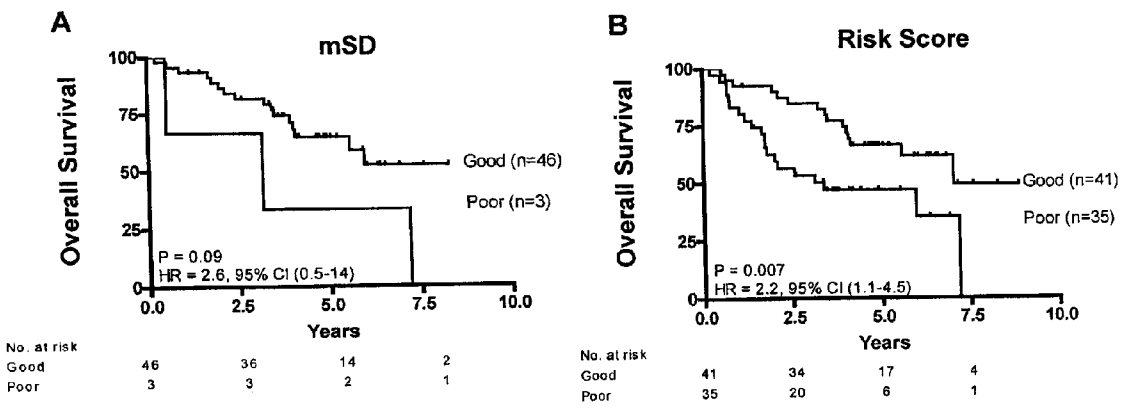 A
mSD
Overall Survival
100
75
50
25
0
Good (n=46)
Poor (n=3)
P = 0.09
HR = 2.6, 95% CI (0.5-14)
0.0 2.5 5.0 7.5 10.0
Years
No. at risk
Good 46 36 14 2
Poor 3 3 2 1
B
Risk Score
Overall Survival
100
75
50
25
0
Good (n=41)
Poor (n=35)
P = 0.007
HR = 2.2, 95% CI (1.1-4.5)
0.0 2.5 5.0 7.5 10.0
Years
No. at risk
Good 41 34 17 4
Poor 35 20 6 1